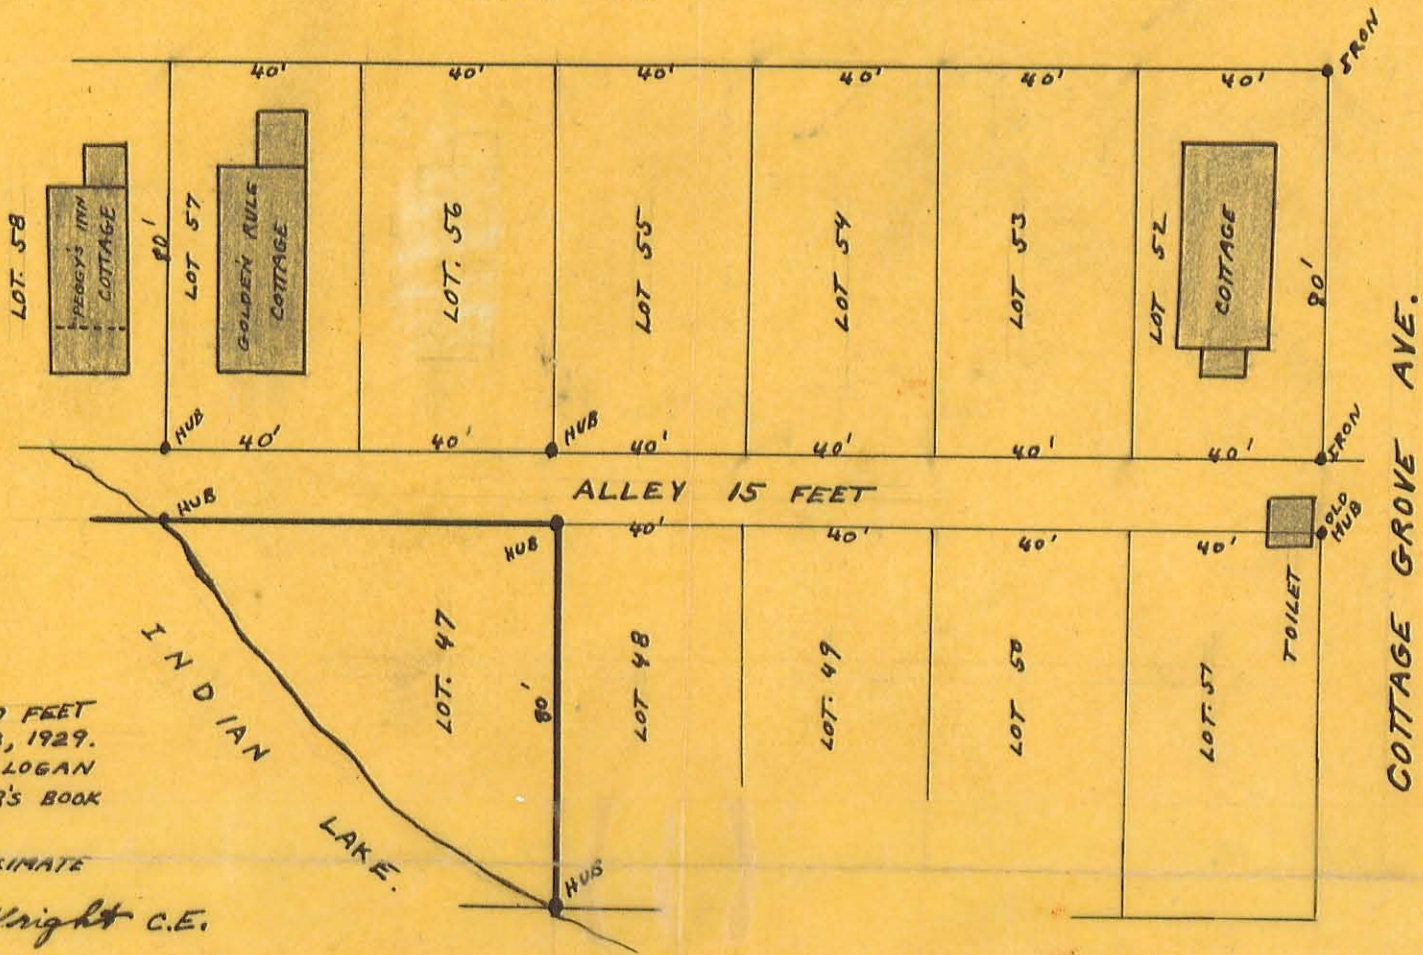 40' 40' 40' 40' 40' 40' IRON
LOT. 58
PEGGY'S INN
COTTAGE
80'
LOT 57
GOLDEN RULE
COTTAGE
LOT. 56
LOT 55
LOT 54
LOT 53
LOT 52
COTTAGE
80'
HUB 40' 40' HUB 40' 40' 40' 40' IRON
ALLEY 15 FEET
HUB HUB 40' 40' 40' 40' OLD
HUB
TOILET
COTTAGE GROVE AVE.
INDIAN
LAKE.
LOT. 47
80'
LOT 48
LOT. 49
LOT 50
LOT. 51
HUB
FEET
, 1929.
LOGAN
'S BOOK
XIMATE
Wright C.E.